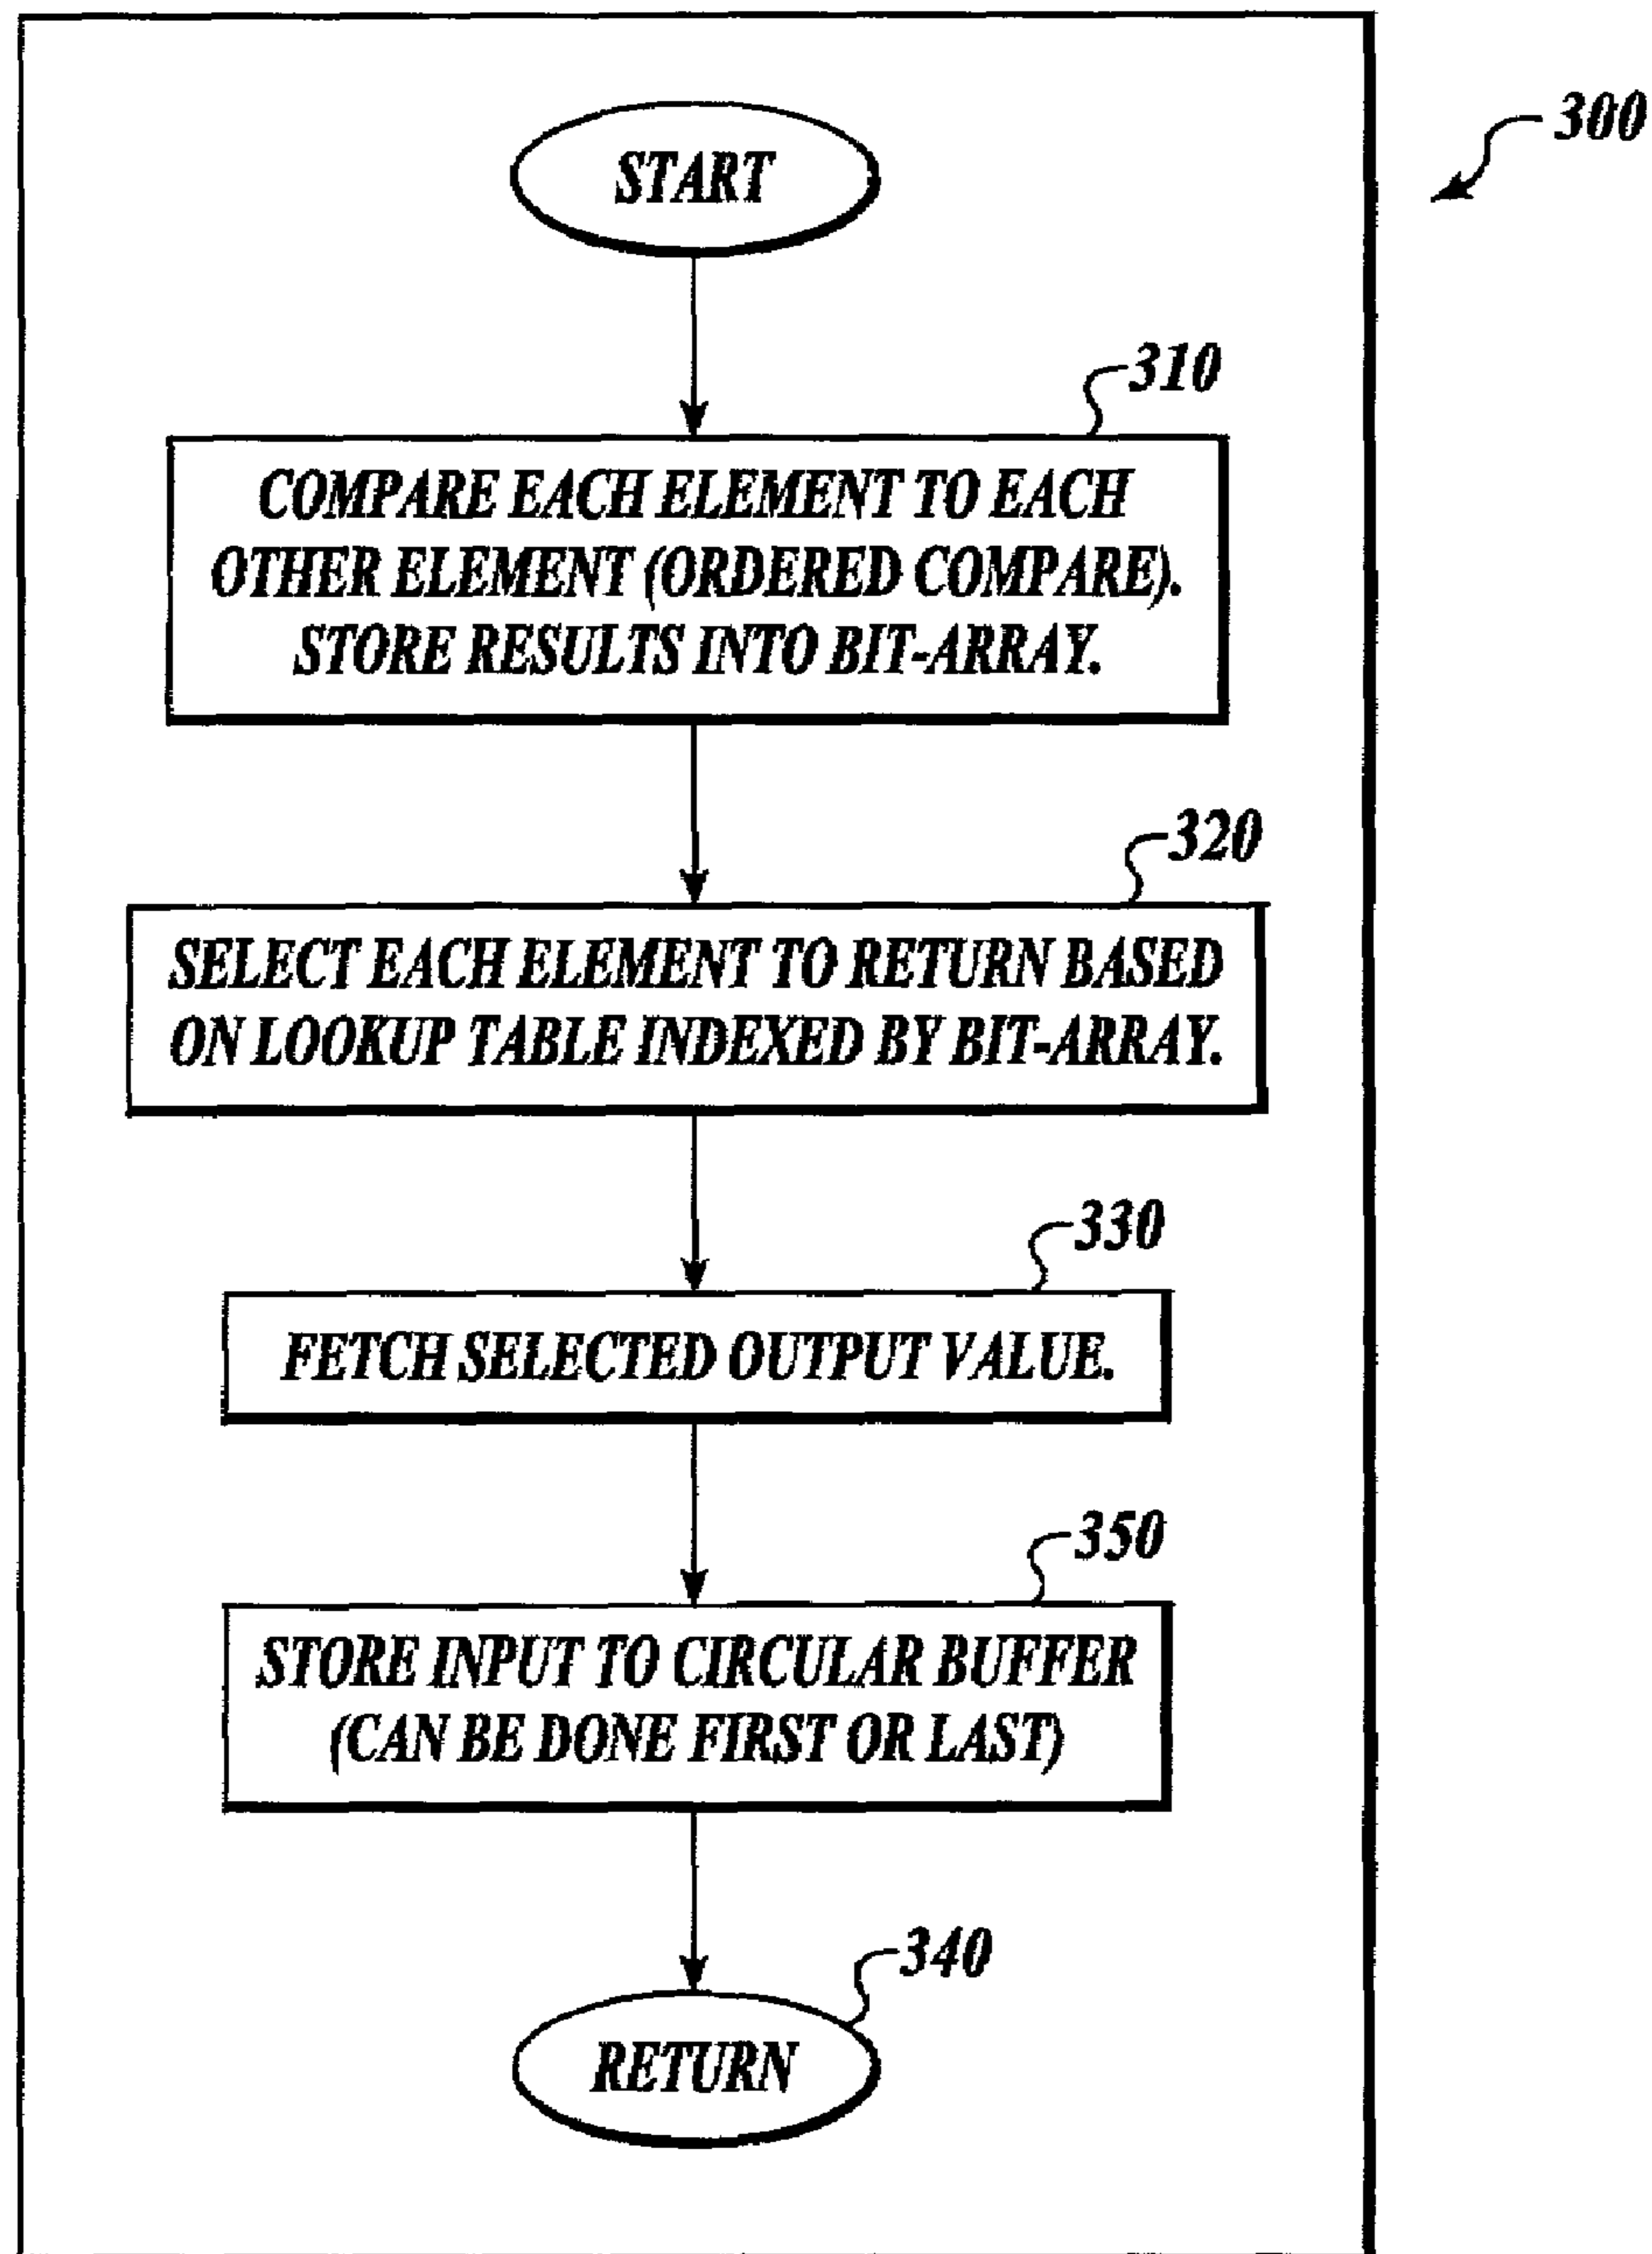 300
START
310
COMPARE EACH ELEMENT TO EACH
OTHER ELEMENT (ORDERED COMPARE).
STORE RESULTS INTO BIT-ARRAY.
320
SELECT EACH ELEMENT TO RETURN BASED
ON LOOKUP TABLE INDEXED BY BIT-ARRAY.
330
FETCH SELECTED OUTPUT VALUE.
350
STORE INPUT TO CIRCULAR BUFFER
(CAN BE DONE FIRST OR LAST)
340
RETURN